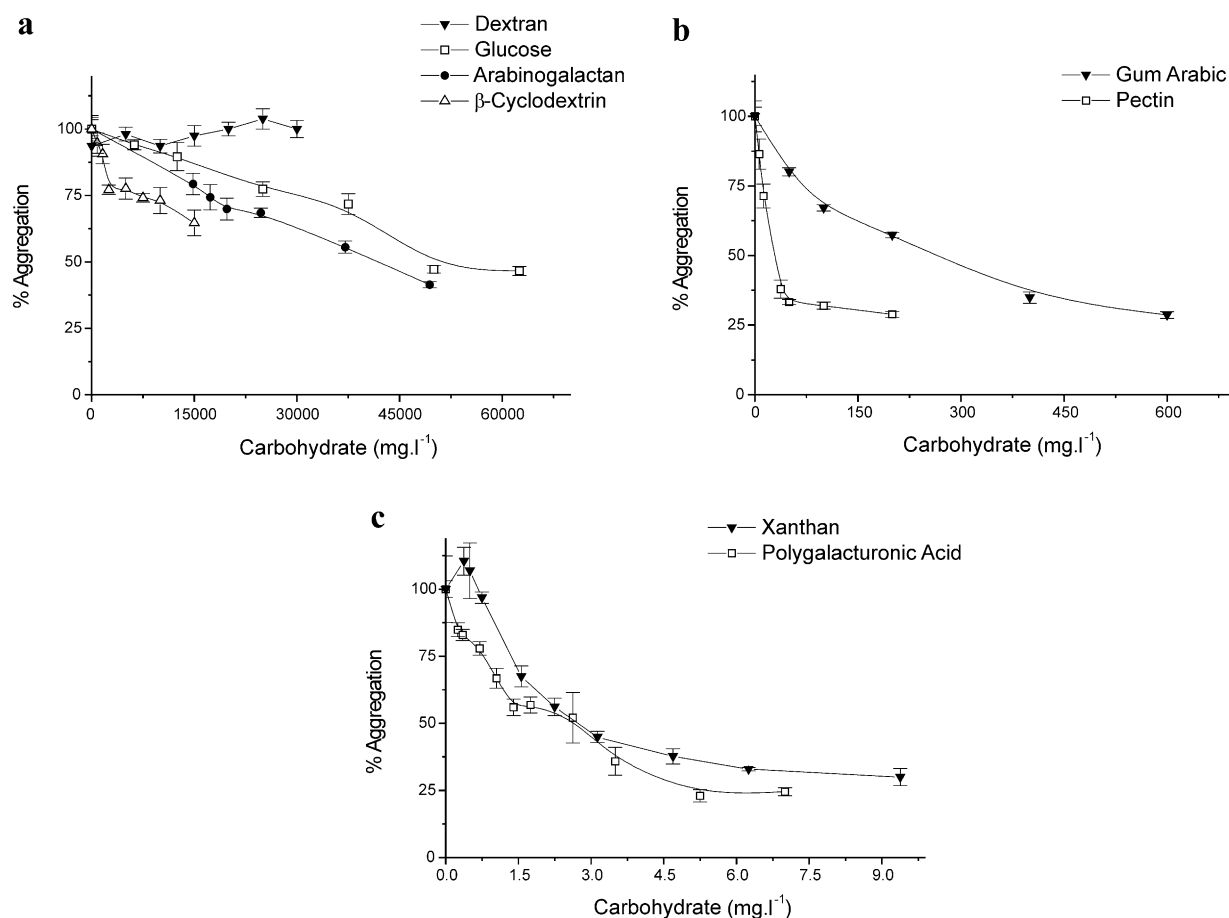 a
Dextran
Glucose
Arabinogalactan
β-Cyclodextrin
100
75
50
25
0
% Aggregation
0 15000 30000 45000 60000
Carbohydrate (mg.l⁻¹)
b
Gum Arabic
Pectin
100
75
50
25
0
% Aggregation
0 150 300 450 600
Carbohydrate (mg.l⁻¹)
c
Xanthan
Polygalacturonic Acid
100
75
50
25
0
% Aggregation
0.0 1.5 3.0 4.5 6.0 7.5 9.0
Carbohydrate (mg.l⁻¹)